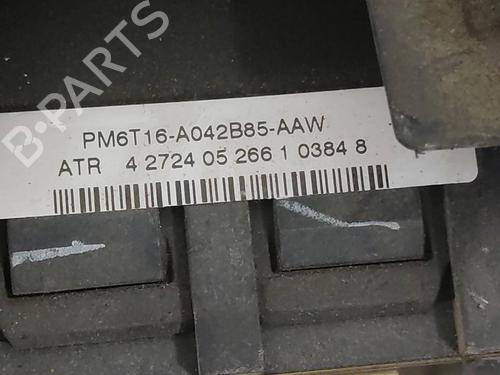 B-PARTS
PM6T16-A042B85-AAW
ATR 4 2724 05 266 1 0384 8